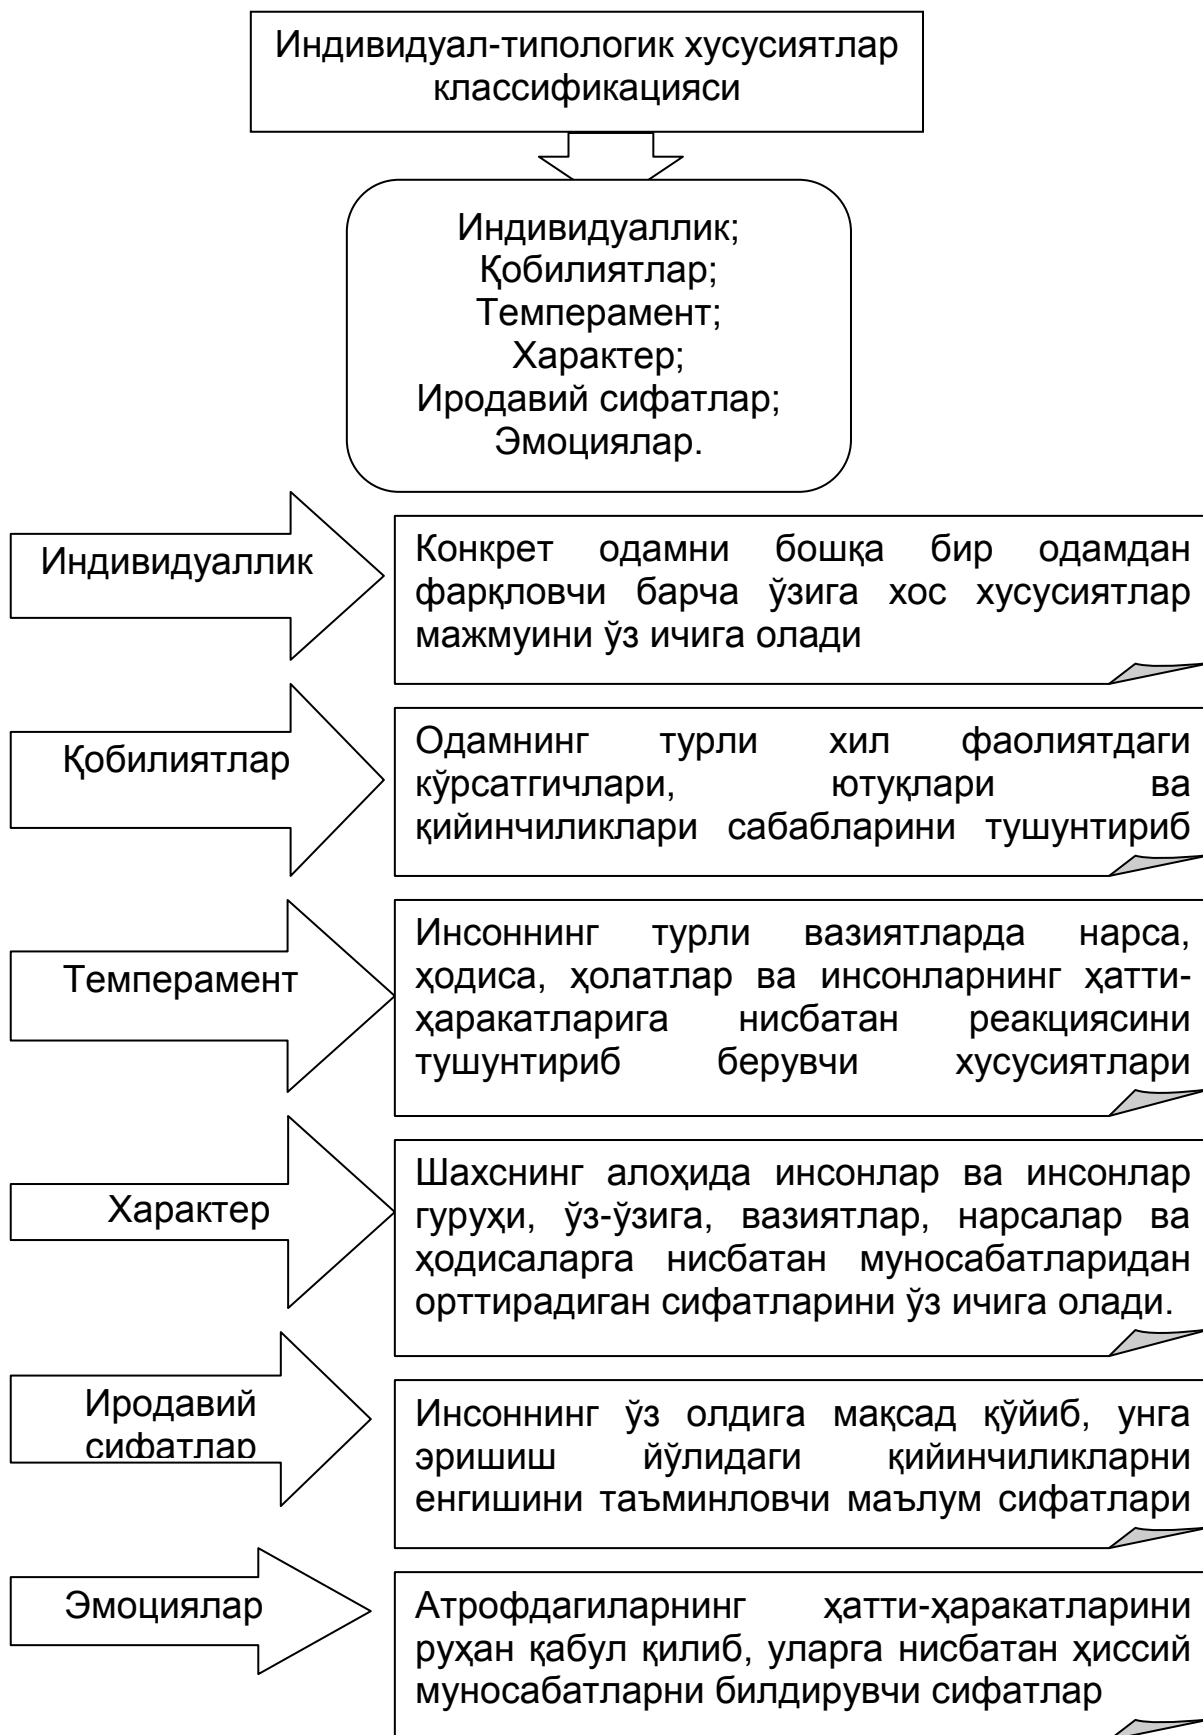 Индивидуал-типологик хусусиятлар
классификацияси
Индивидуаллик;
Қобилиятлар;
Темперамент;
Характер;
Иродавий сифатлар;
Эмоциялар.
Индивидуаллик
Конкрет одамни бошқа бир одамдан
фарқловчи барча ўзига хос хусусиятлар
мажмуини ўз ичига олади
Қобилиятлар
Одамнинг турли хил фаолиятдаги
кўрсатгичлари, ютуқлари ва
қийинчиликлари сабабларини тушунтириб
Темперамент
Инсоннинг турли вазиятларда нарса,
ҳодиса, ҳолатлар ва инсонларнинг ҳатти-
ҳаракатларига нисбатан реакциясини
тушунтириб берувчи хусусиятлари
Характер
Шахснинг алоҳида инсонлар ва инсонлар
гуруҳи, ўз-ўзига, вазиятлар, нарсалар ва
ҳодисаларга нисбатан муносабатларидан
орттирадиган сифатларини ўз ичига олади.
Иродавий
сифатлар
Инсоннинг ўз олдига мақсад қўйиб, унга
эришиш йўлидаги қийинчиликларни
енгишини таъминловчи маълум сифатлари
Эмоциялар
Атрофдагиларнинг ҳатти-ҳаракатларини
руҳан қабул қилиб, уларга нисбатан ҳиссий
муносабатларни билдирувчи сифатлар